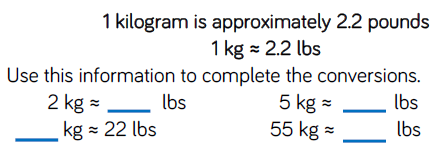 1 kilogram is approximately 2.2 pounds
1 kg ≈ 2.2 lbs
Use this information to complete the conversions.
2 kg ≈ ____ lbs 5 kg ≈ ____ lbs
____ kg ≈ 22 lbs 55 kg ≈ ____ lbs